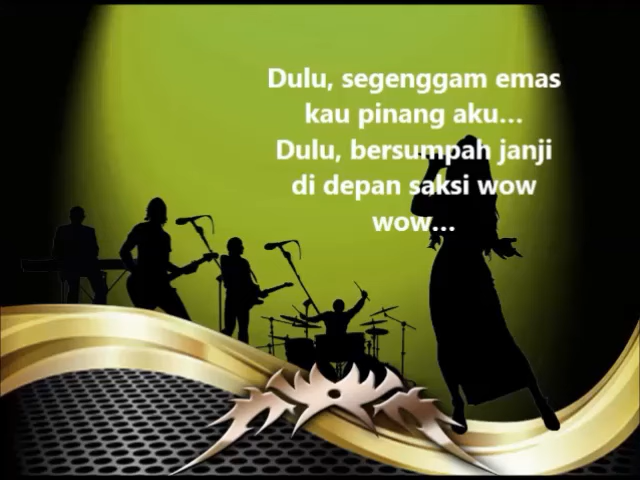 Dulu, segenggam emas
kau pinang aku...
Dulu, bersumpah janji
di depan saksi wow
wow...